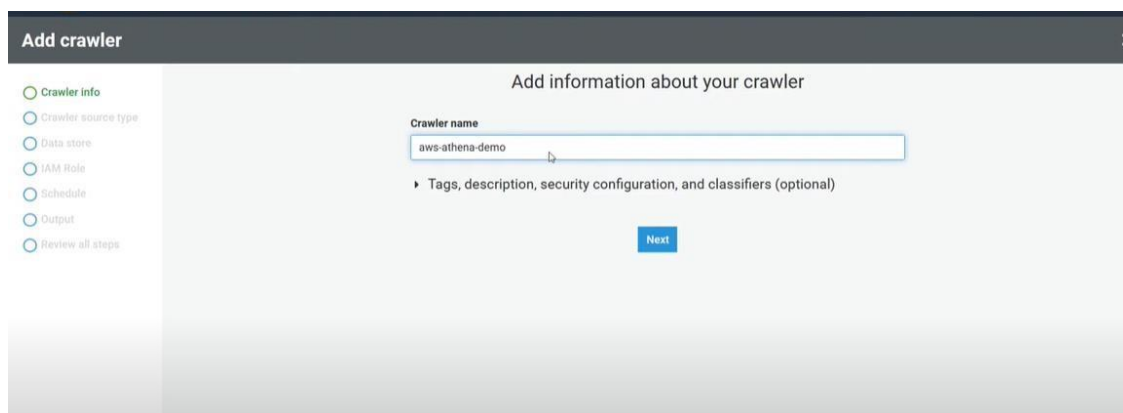 Add crawler
Crawler info
Crawler source type
Data store
IAM Role
Schedule
Output
Review all steps
Add information about your crawler
Crawler name
aws-athena-demo
Tags, description, security configuration, and classifiers (optional)
Next